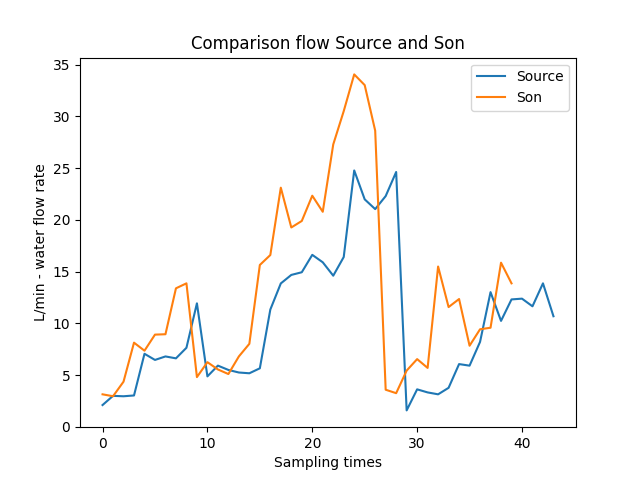 Comparison flow Source and Son
Source
Son
L/min - water flow rate
35
30
25
20
15
10
5
0
0 10 20 30 40
Sampling times